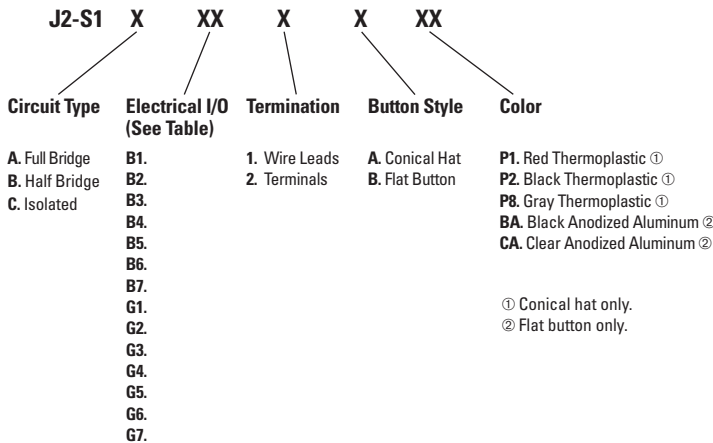 J2-S1 X XX X X XX
Circuit Type
A. Full Bridge
B. Half Bridge
C. Isolated
Electrical I/O
(See Table)
B1.
B2.
B3.
B4.
B5.
B6.
B7.
G1.
G2.
G3.
G4.
G5.
G6.
G7.
Termination
1. Wire Leads
2. Terminals
Button Style
A. Conical Hat
B. Flat Button
Color
P1. Red Thermoplastic ①
P2. Black Thermoplastic ①
P8. Gray Thermoplastic ①
BA. Black Anodized Aluminum ②
CA. Clear Anodized Aluminum ②
① Conical hat only.
② Flat button only.